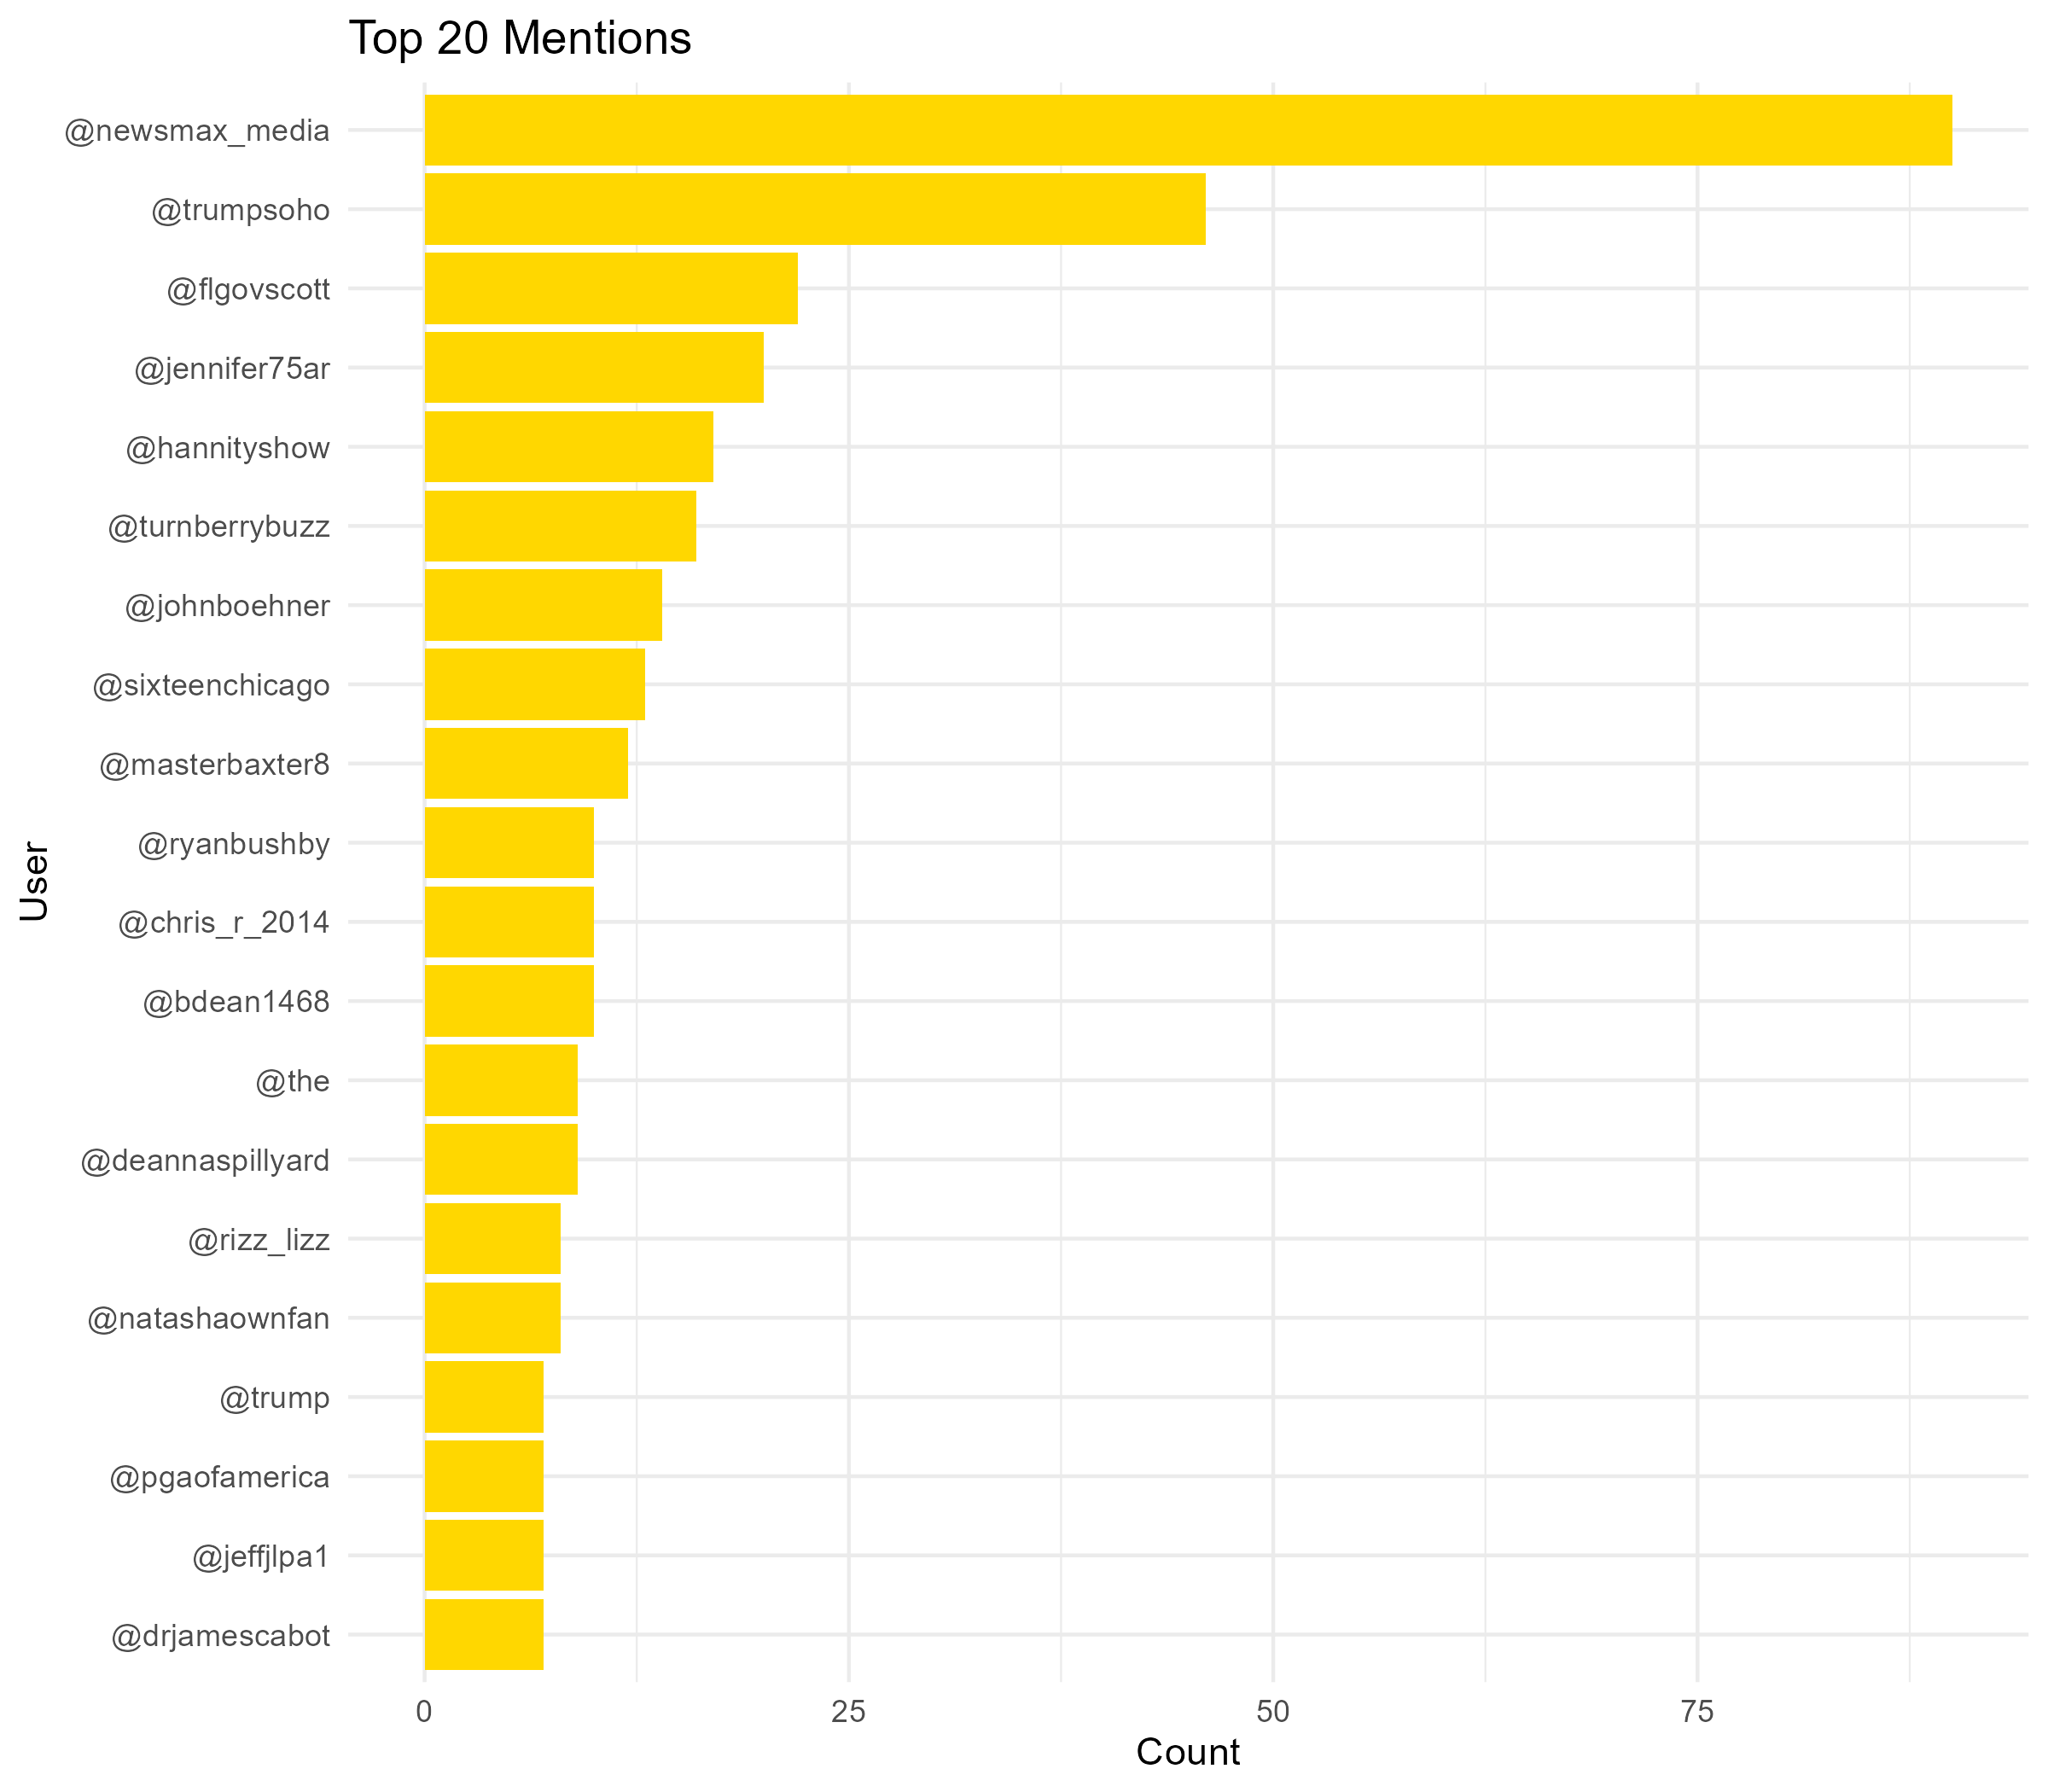 Top 20 Mentions
@newsmax_media
@trumpsoho
@flgovscott
@jennifer75ar
@hannityshow
@turnberrybuzz
@johnboehner
@sixteenchicago
@masterbaxter8
@ryanbushby
@chris_r_2014
@bdean1468
@the
@deannaspillyard
@rizz_lizz
@natashaownfan
@trump
@pgaofamerica
@jeffjlpa1
@drjamescabot
User
0 25 50 75
Count